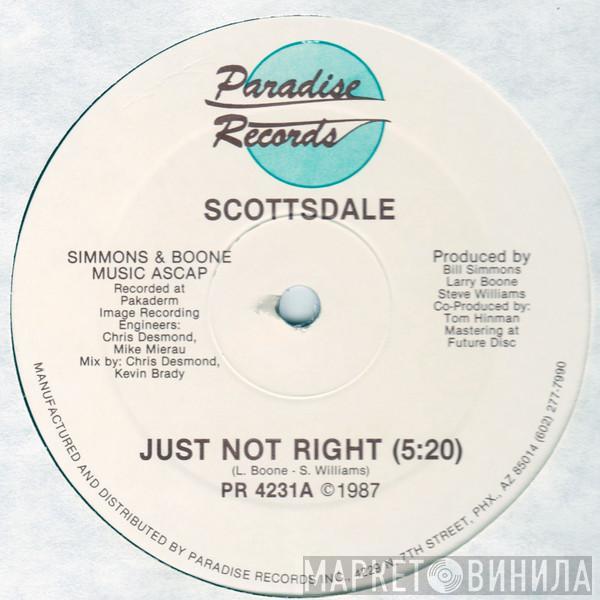 Paradise
Records
SCOTTSDALE
SIMMONS & BOONE
MUSIC ASCAP
Recorded at
Pakaderm
Image Recording
Engineers:
Chris Desmond,
Mike Mierau
Mix by: Chris Desmond,
Kevin Brady
Produced by
Bill Simmons
Larry Boone
Steve Williams
Co-Produced by:
Tom Hinman
Mastering at
Future Disc
JUST NOT RIGHT (5:20)
(L. Boone - S. Williams)
PR 4231A ©1987
MANUFACTURED AND DISTRIBUTED BY PARADISE RECORDS INC., 4229 N. 7TH STREET, PHX., AZ 85014 (602) 277-7990
МАРКЕТ ВИНИЛА